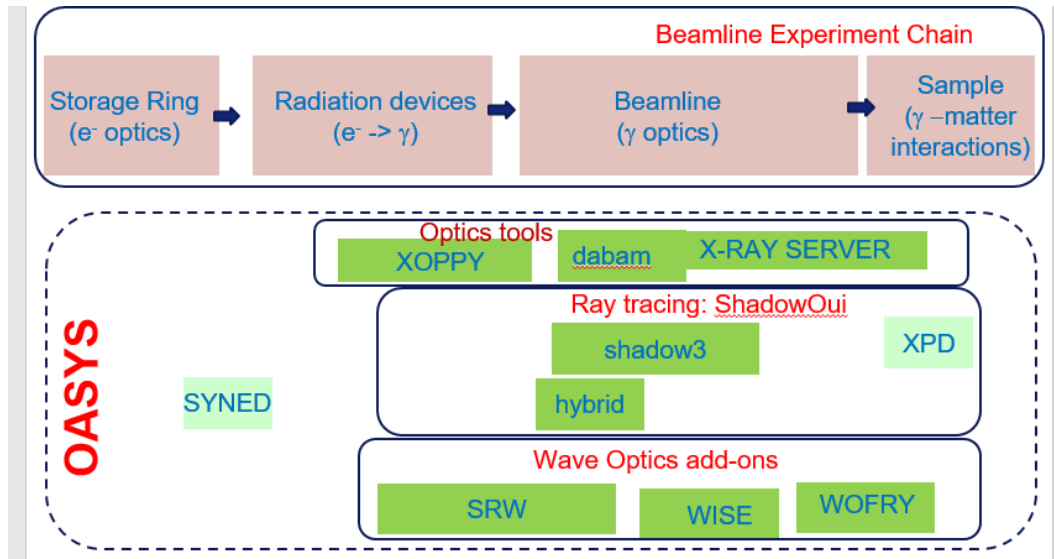 Beamline Experiment Chain
Storage Ring
(e- optics)
Radiation devices
(e- -> γ)
Beamline
(γ optics)
Sample
(γ –matter
interactions)
OASYS
Optics tools
XOPPY
dabam
X-RAY SERVER
Ray tracing: ShadowOui
shadow3
XPD
SYNED
hybrid
Wave Optics add-ons
SRW
WISE
WOFRY